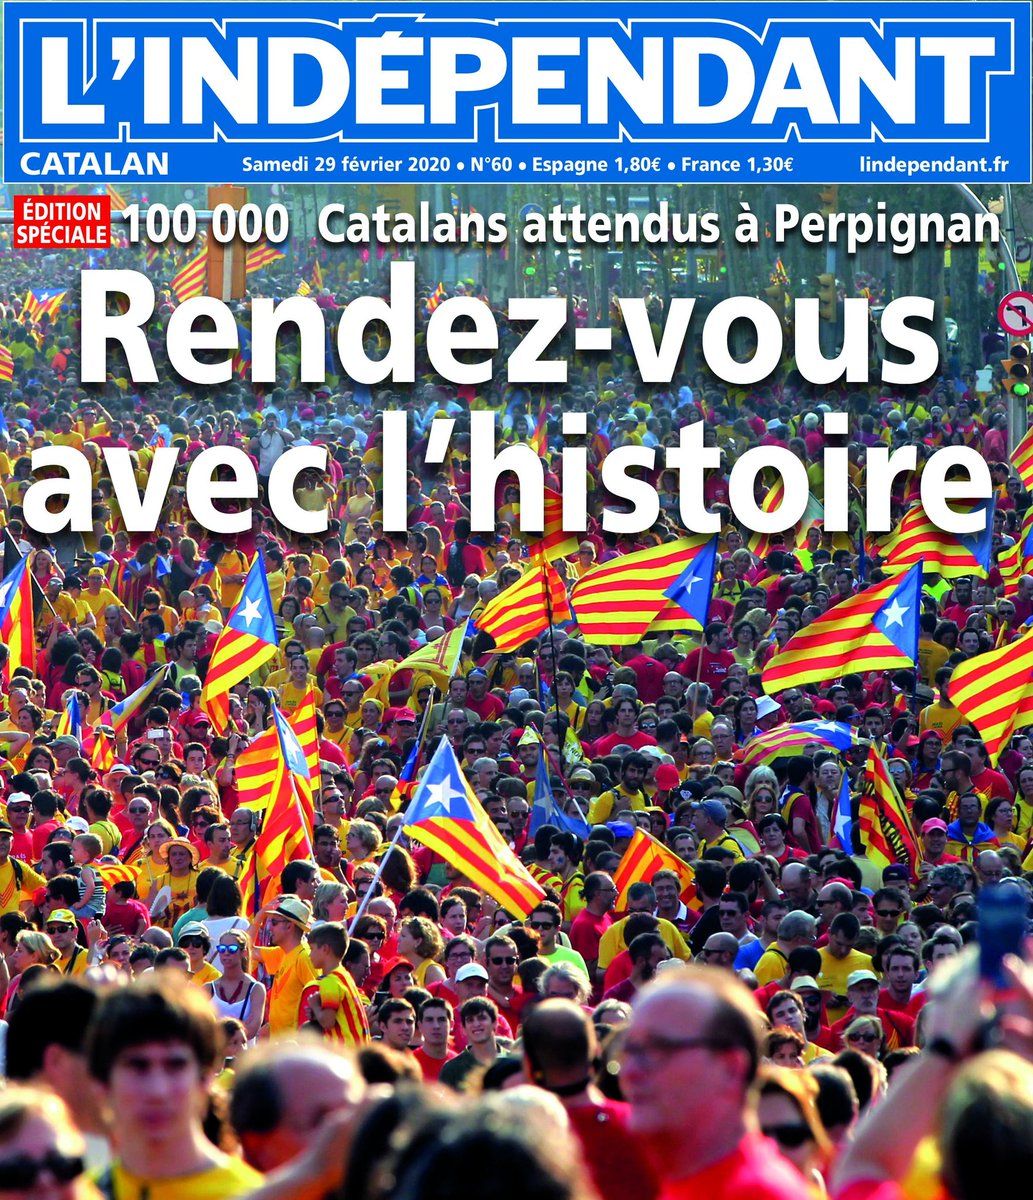 L'INDÉPENDANT
CATALAN
Samedi 29 février 2020 • N°60 • Espagne 1,80€ • France 1,30€
lindependant.fr
ÉDITION
SPÉCIALE
100 000 Catalans attendus à Perpignan
Rendez-vous
avec l’histoire